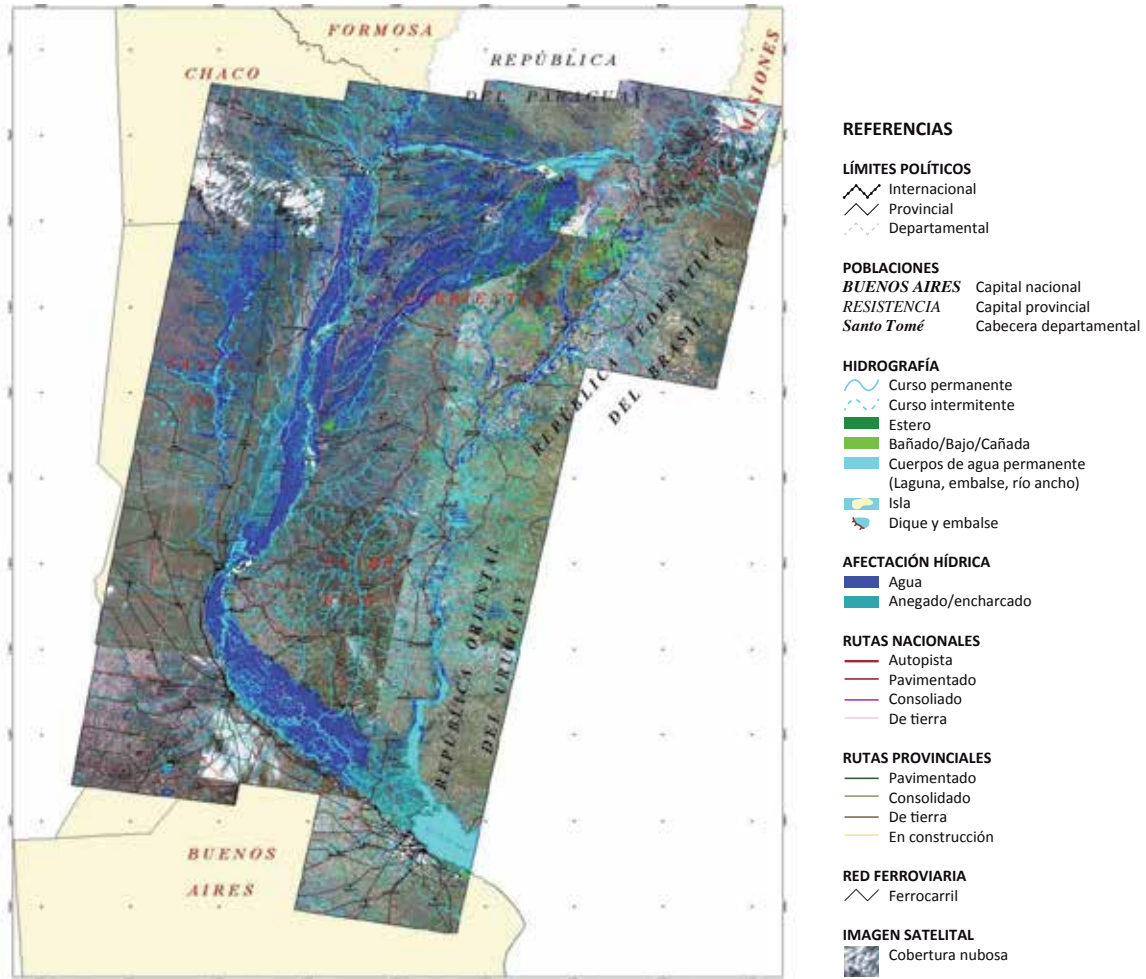 FORMOSA
CHACO
REPÚBLICA
DEL PARAGUAY
MISIONES
CORRIENTES
REPÚBLICA FEDERATIVA
DEL BRASIL
REPÚBLICA ORIENTAL
DEL URUGUAY
BUENOS
AIRES
REFERENCIAS
LÍMITES POLÍTICOS
Internacional
Provincial
Departamental
POBLACIONES
BUENOS AIRES Capital nacional
RESISTENCIA Capital provincial
Santo Tomé Cabecera departamental
HIDROGRAFÍA
Curso permanente
Curso intermitente
Estero
Bañado/Bajo/Cañada
Cuerpos de agua permanente
(Laguna, embalse, río ancho)
Isla
Dique y embalse
AFECTACIÓN HÍDRICA
Agua
Anegado/encharcado
RUTAS NACIONALES
Autopista
Pavimentado
Consoliado
De tierra
RUTAS PROVINCIALES
Pavimentado
Consolidado
De tierra
En construcción
RED FERROVIARIA
Ferrocarril
IMAGEN SATELITAL
Cobertura nubosa